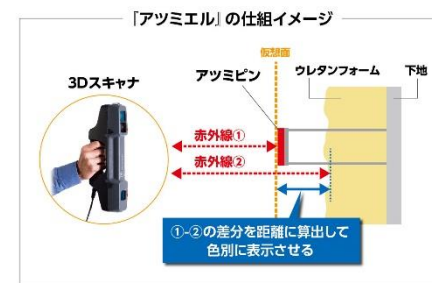 『アツミエル』の仕組イメージ
仮想面
ウレタンフォーム
下地
アツミピン
3Dスキャナ
赤外線①
赤外線②
①-②の差分を距離に算出して
色別に表示させる